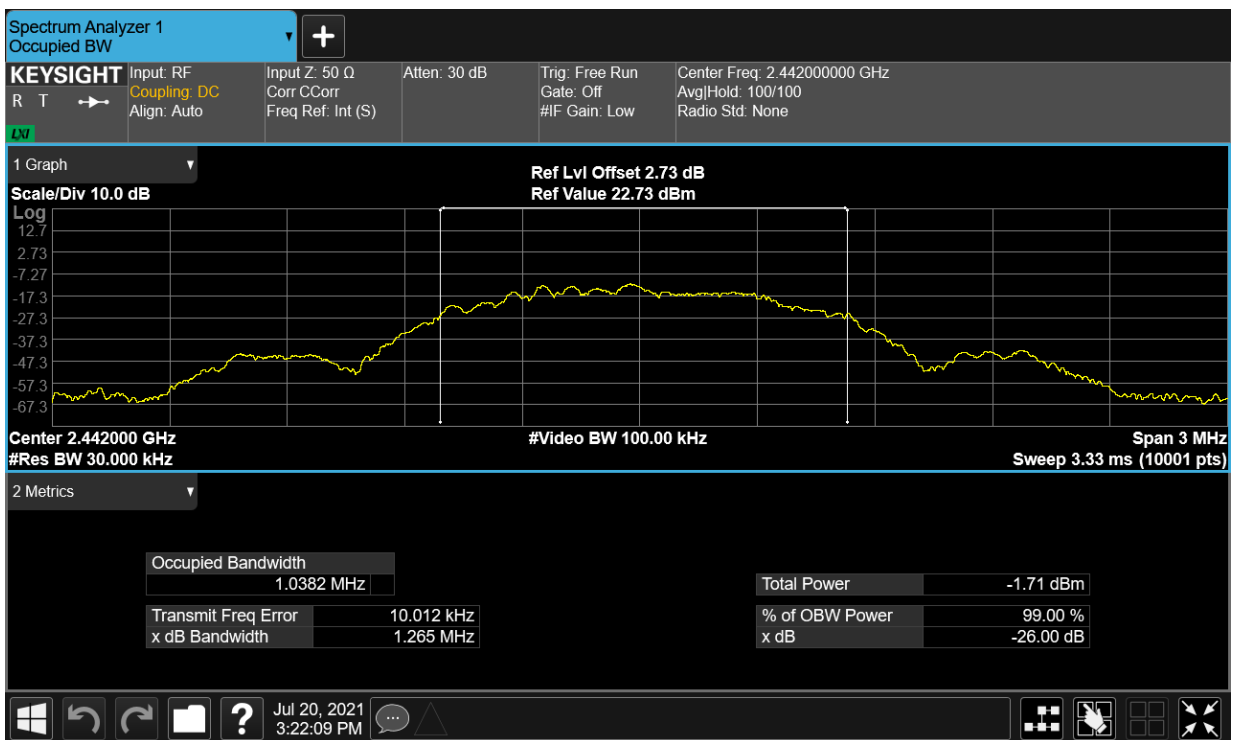 Spectrum Analyzer 1
Occupied BW
▼
+
KEYSIGHT
R T
LXI
Input: RF
Coupling: DC
Align: Auto
Input Z: 50 Ω
Corr CCorr
Freq Ref: Int (S)
Atten: 30 dB
Trig: Free Run
Gate: Off
#IF Gain: Low
Center Freq: 2.442000000 GHz
Avg|Hold: 100/100
Radio Std: None
1 Graph ▼
Scale/Div 10.0 dB
Ref Lvl Offset 2.73 dB
Ref Value 22.73 dBm
Log
12.7
2.73
-7.27
-17.3
-27.3
-37.3
-47.3
-57.3
-67.3
Center 2.442000 GHz
#Res BW 30.000 kHz
#Video BW 100.00 kHz
Span 3 MHz
Sweep 3.33 ms (10001 pts)
2 Metrics ▼
Occupied Bandwidth
1.0382 MHz
Transmit Freq Error 10.012 kHz
x dB Bandwidth 1.265 MHz
Total Power -1.71 dBm
% of OBW Power 99.00 %
x dB -26.00 dB
?
Jul 20, 2021
3:22:09 PM